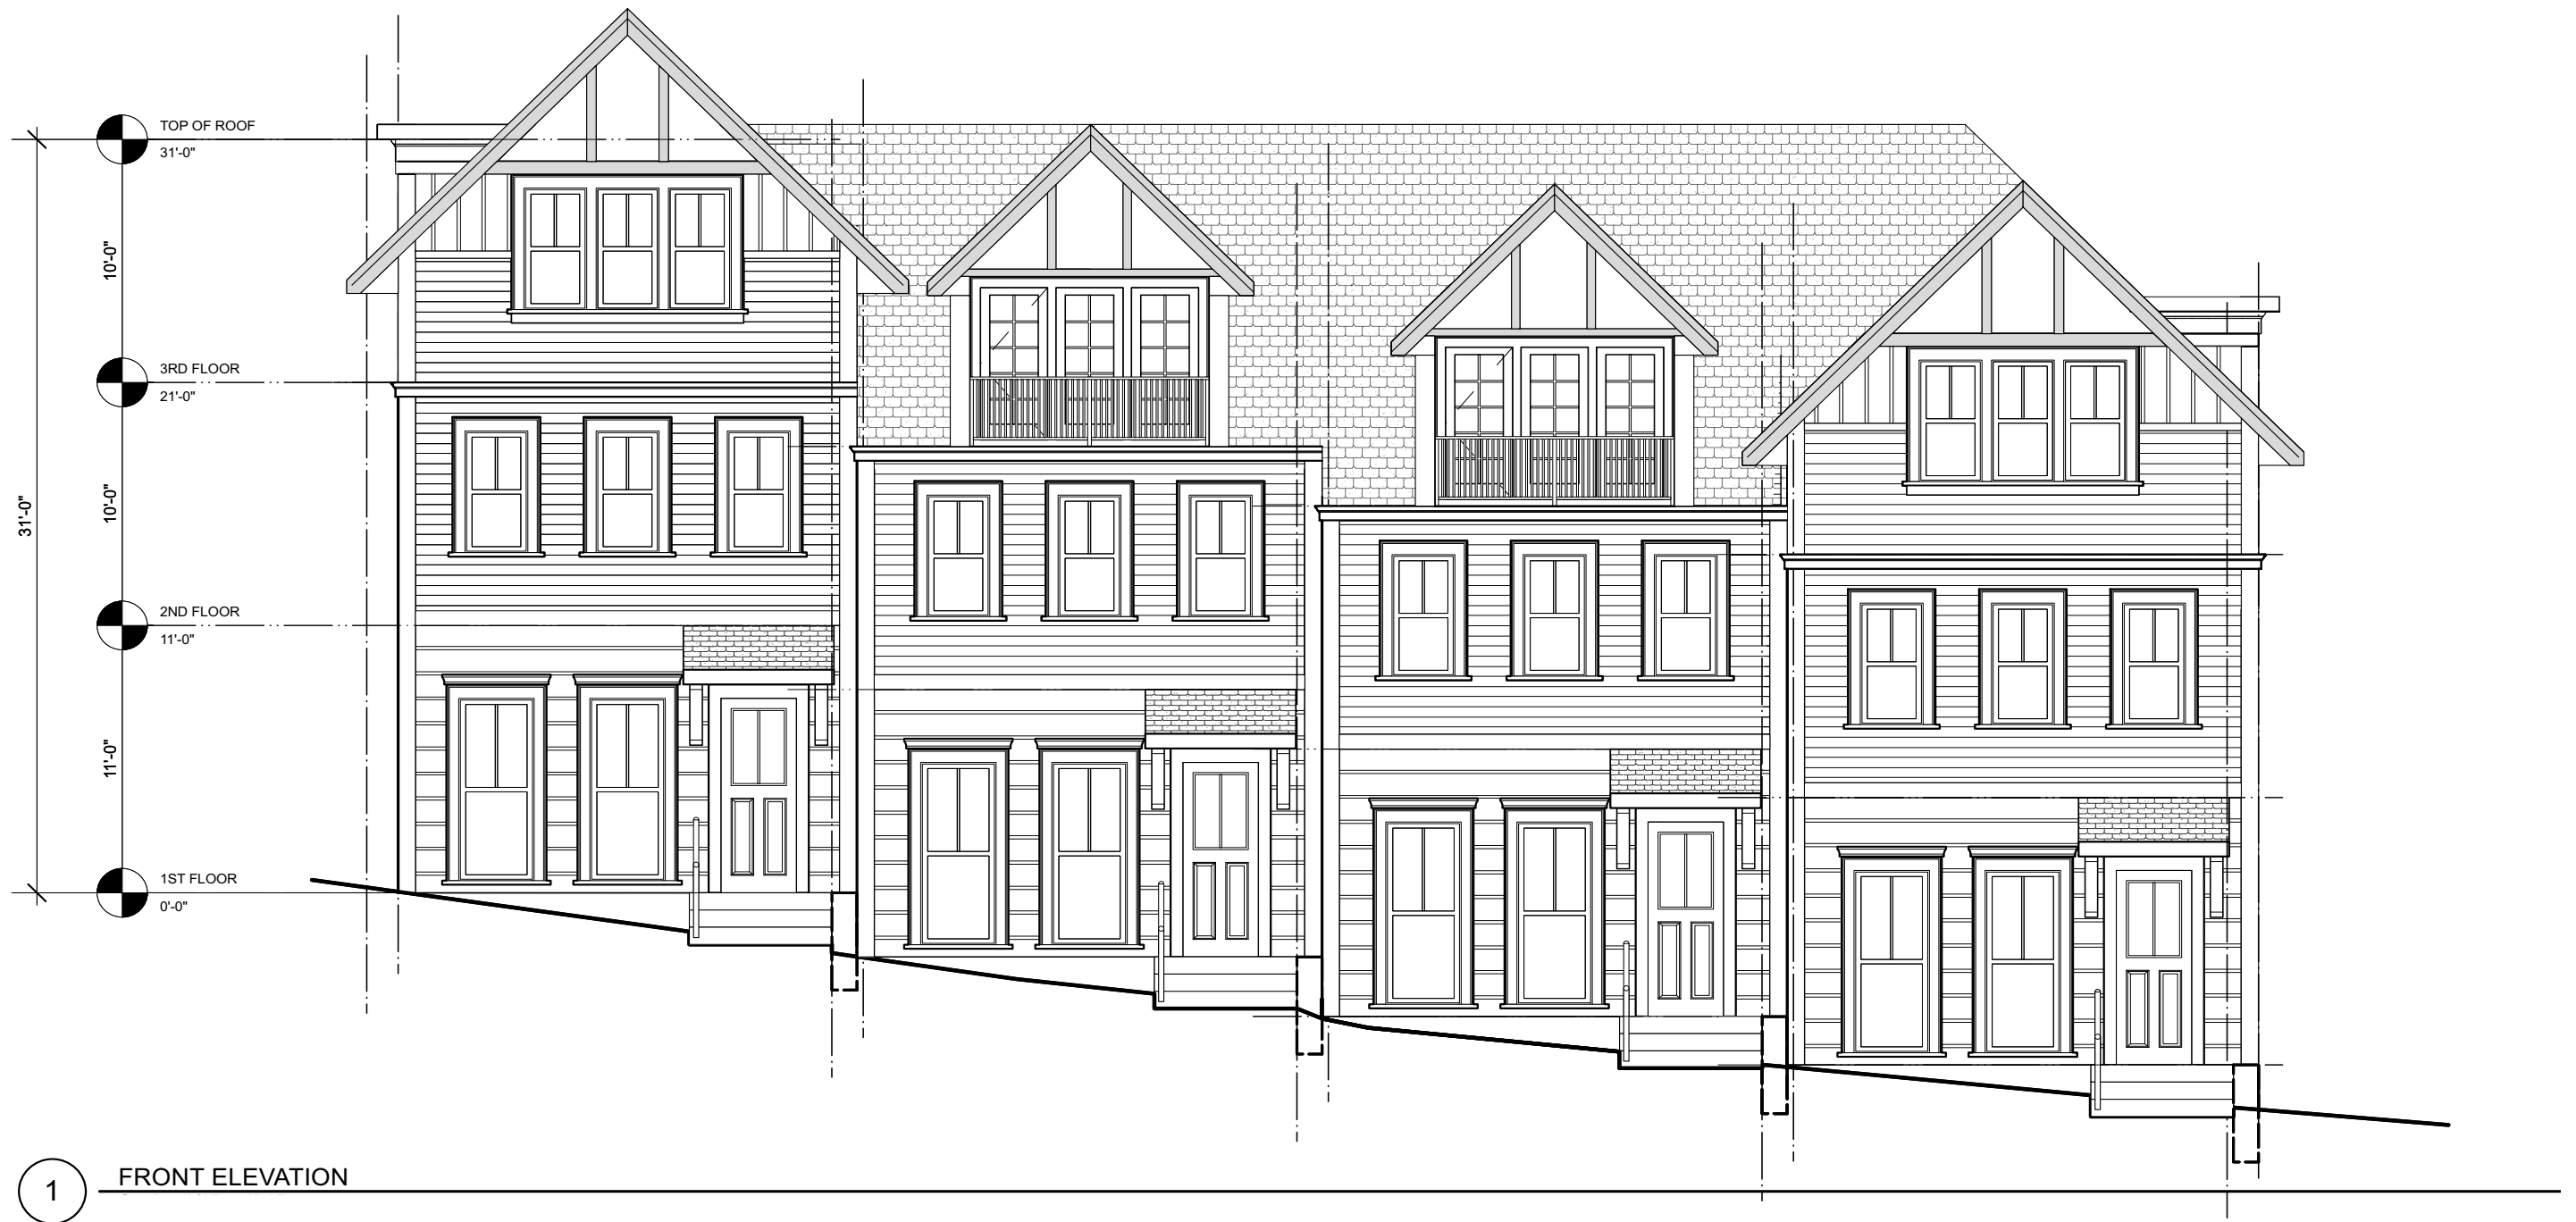 TOP OF ROOF
31'-0"
10'-0"
3RD FLOOR
21'-0"
10'-0"
31'-0"
2ND FLOOR
11'-0"
11'-0"
1ST FLOOR
0'-0"
1
FRONT ELEVATION